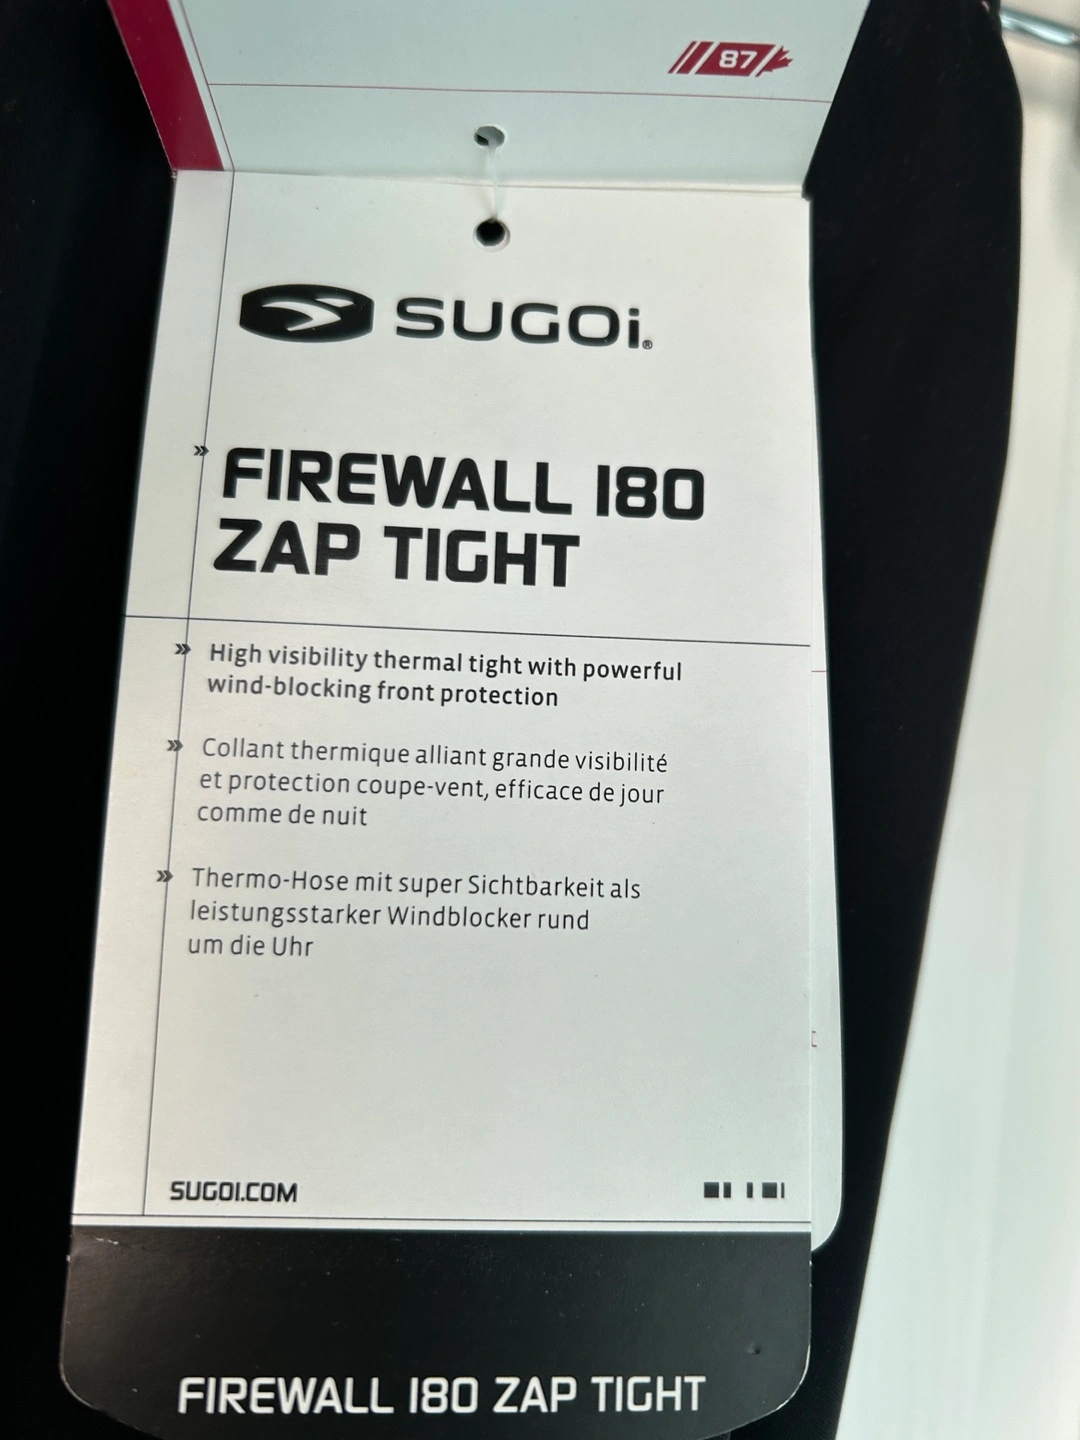 87
SUGOi®
» FIREWALL 180
ZAP TIGHT
» High visibility thermal tight with powerful
wind-blocking front protection
» Collant thermique alliant grande visibilité
et protection coupe-vent, efficace de jour
comme de nuit
» Thermo-Hose mit super Sichtbarkeit als
leistungsstarker Windblocker rund
um die Uhr
SUGOI.COM
FIREWALL 180 ZAP TIGHT